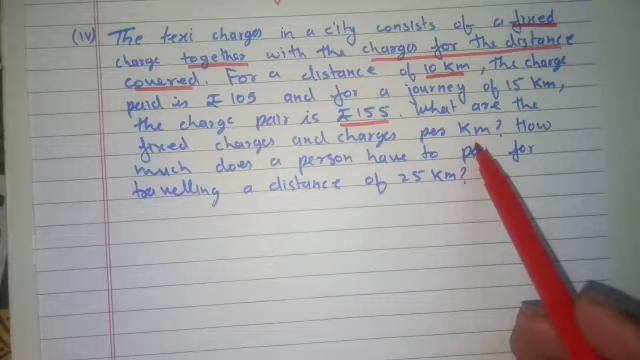 (iv) The texi charges in a city consists of a fixed
charge together with the charges for the distance
covered. For a distance of 10 km, the charge
paid is ₹105 and for a journey of 15 km,
the charge pair is ₹155. What are the
fixed charges and charges per km? How
much does a person have to for
travelling a distance of 25 km?